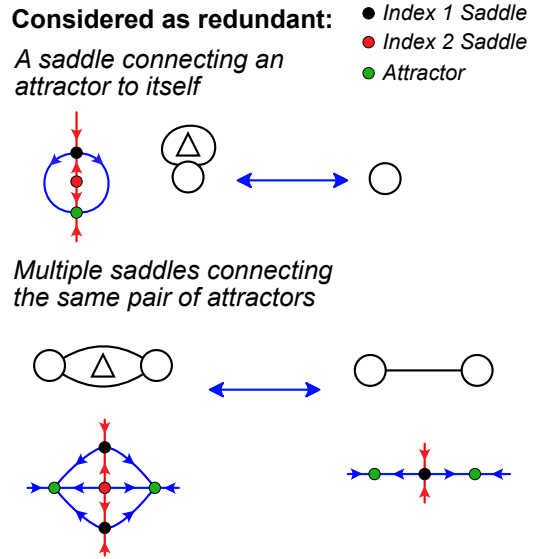 Considered as redundant:
Index 1 Saddle
Index 2 Saddle
Attractor
A saddle connecting an
attractor to itself
Multiple saddles connecting
the same pair of attractors